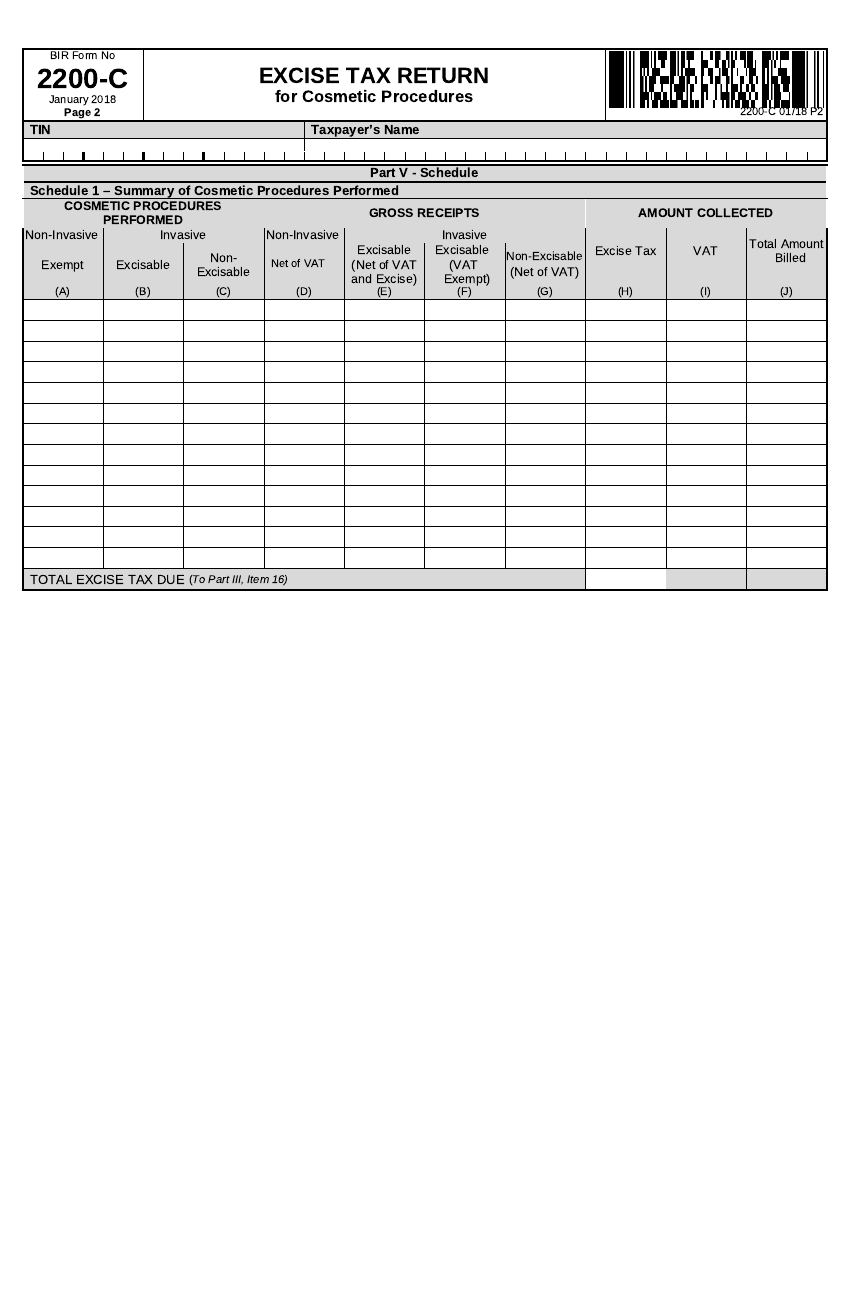 BIR Form No
2200-C
January 2018
Page 2
EXCISE TAX RETURN
for Cosmetic Procedures
2200-C 01/18 P2
TIN
Taxpayer's Name
Part V - Schedule
Schedule 1 – Summary of Cosmetic Procedures Performed
COSMETIC PROCEDURES
PERFORMED
GROSS RECEIPTS
AMOUNT COLLECTED
Non-Invasive
Invasive
Non-Invasive
Invasive
Exempt
(A)
Excisable
(B)
Non-
Excisable
(C)
Net of VAT
(D)
Excisable
(Net of VAT
and Excise)
(E)
Excisable
(VAT
Exempt)
(F)
Non-Excisable
(Net of VAT)
(G)
Excise Tax
(H)
VAT
(I)
Total Amount
Billed
(J)
TOTAL EXCISE TAX DUE (To Part III, Item 16)